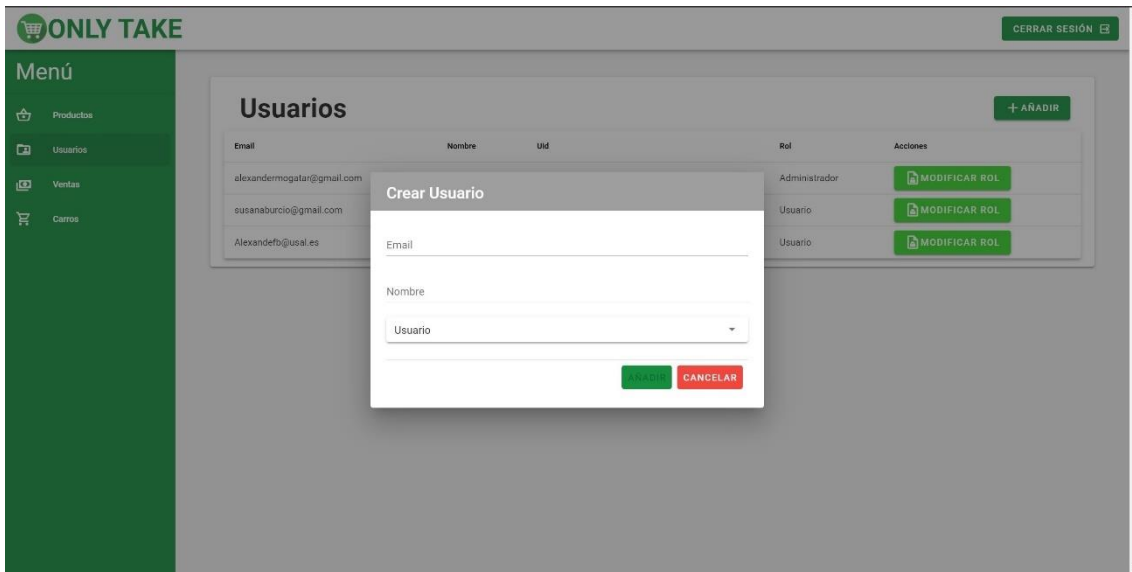 ONLY TAKE
CERRAR SESIÓN
Menú
Productos
Usuarios
Ventas
Carros
Usuarios
+ AÑADIR
Email Nombre Uid Rol Acciones
alexandermogatar@gmail.com Administrador MODIFICAR ROL
susanaburcio@gmail.com Usuario MODIFICAR ROL
Alexandefb@usal.es Usuario MODIFICAR ROL
Crear Usuario
Email
Nombre
Usuario
AÑADIR CANCELAR